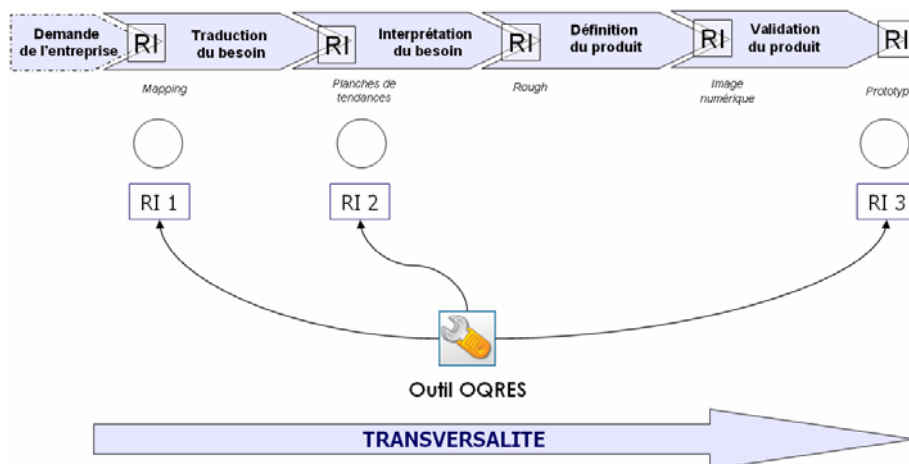 Demande
de l'entreprise
RI
Traduction
du besoin
RI
Interprétation
du besoin
RI
Définition
du produit
RI
Validation
du produit
RI
Mapping
Planches de
tendances
Rough
Image
numérique
Prototyp
RI 1
RI 2
RI 3
Outil OQRES
TRANSVERSALITE